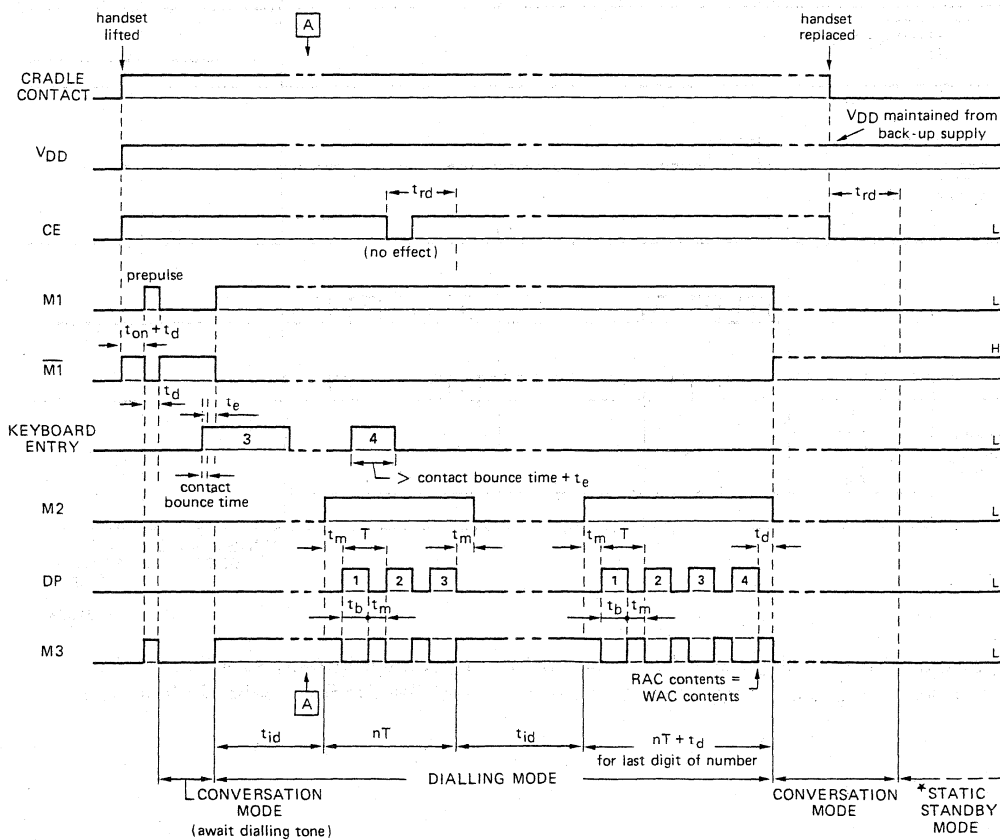 handset
lifted
A
handset
replaced
CRADLE
CONTACT
VDD maintained from
back-up supply
VDD
trd
trd
CE
L
(no effect)
prepulse
M1
L
ton + td
H
M1
td
te
KEYBOARD
ENTRY
3
4
L
> contact bounce time + te
contact
bounce time
M2
L
tm
T
tm
tm
T
td
DP
1
2
3
1
2
3
4
L
tb
tm
tb
tm
M3
L
RAC contents =
WAC contents
A
tid
nT
tid
nT + td
for last digit of number
DIALLING MODE
CONVERSATION
MODE
(await dialling tone)
CONVERSATION
MODE
*STATIC
STANDBY
MODE